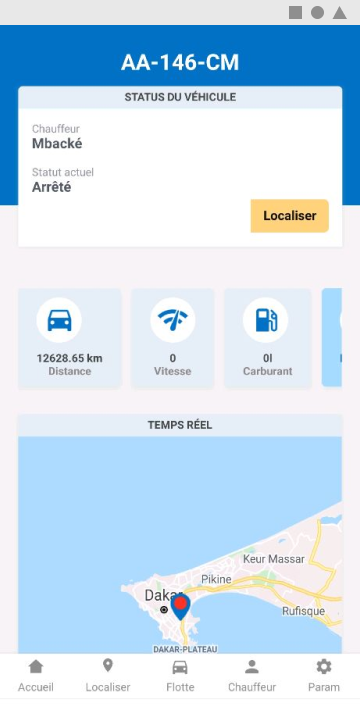 AA-146-CM
STATUS DU VÉHICULE
Chauffeur
Mbacké
Statut actuel
Arrêté
Localiser
12628.65 km
Distance
0
Vitesse
0l
Carburant
TEMPS RÉEL
Keur Massar
Pikine
Dakar
Rufisque
DAKAR-PLATEAU
Accueil
Localiser
Flotte
Chauffeur
Param